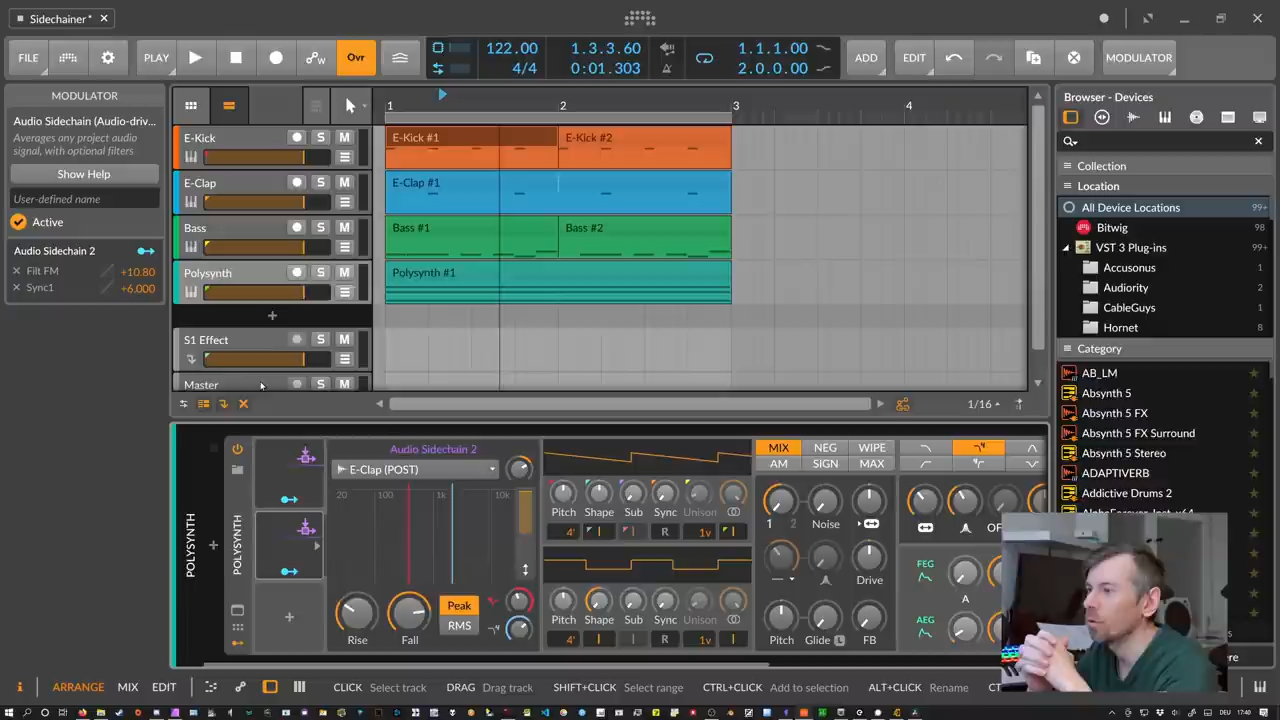 Sidechainer *
FILE
PLAY
Ovr
122.00
4/4
1.3.3.60
0:01.303
1.1.1.00
2.0.0.00
ADD
EDIT
MODULATOR
MODULATOR
Audio Sidechain (Audio-driv...
Averages any project audio
signal, with optional filters
Show Help
User-defined name
Active
Audio Sidechain 2
Filt FM +10.80
Sync1 +6.000
1 2 3 4
E-Kick S M
E-Kick #1 E-Kick #2
E-Clap S M
E-Clap #1
Bass S M
Bass #1 Bass #2
Polysynth S M
Polysynth #1
S1 Effect S M
Master S M
1/16
Browser - Devices
Collection
Location
All Device Locations 99+
Bitwig 98
VST 3 Plug-ins 99+
Accusonus 1
Audiority 2
CableGuys 1
Hornet 8
Category
AB_LM
Absynth 5
Absynth 5 FX
Absynth 5 FX Surround
Absynth 5 Stereo
ADAPTIVERB
Addictive Drums 2
POLYSYNTH
POLYSYNTH
Audio Sidechain 2
E-Clap (POST)
20 100 1k 10k
Rise Fall
Peak
RMS
Pitch Shape Sub Sync Unison
4' R 1v
Pitch Shape Sub Sync Unison
4' R 1v
MIX NEG WIPE
AM SIGN MAX
1 2 Noise
Drive
Pitch Glide L FB
FEG
A
AEG
ARRANGE MIX EDIT
CLICK Select track DRAG Drag track SHIFT+CLICK Select range CTRL+CLICK Add to selection ALT+CLICK Rename
DEU 17:40